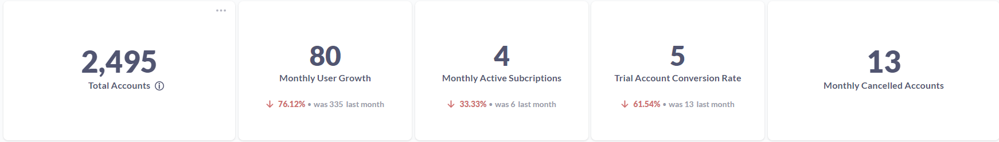 2,495
Total Accounts
80
Monthly User Growth
↓ 76.12% • was 335 last month
4
Monthly Active Subcriptions
↓ 33.33% • was 6 last month
5
Trial Account Conversion Rate
↓ 61.54% • was 13 last month
13
Monthly Cancelled Accounts